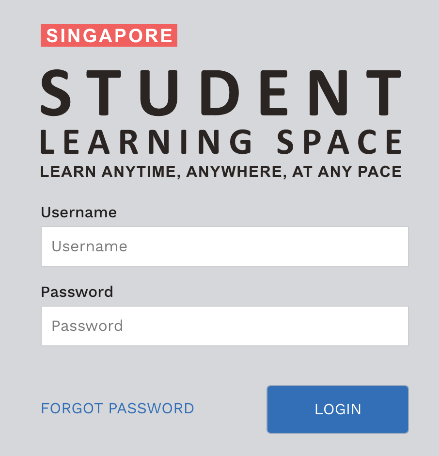 SINGAPORE
STUDENT
LEARNING SPACE
LEARN ANYTIME, ANYWHERE, AT ANY PACE
Username
Username
Password
Password
FORGOT PASSWORD
LOGIN